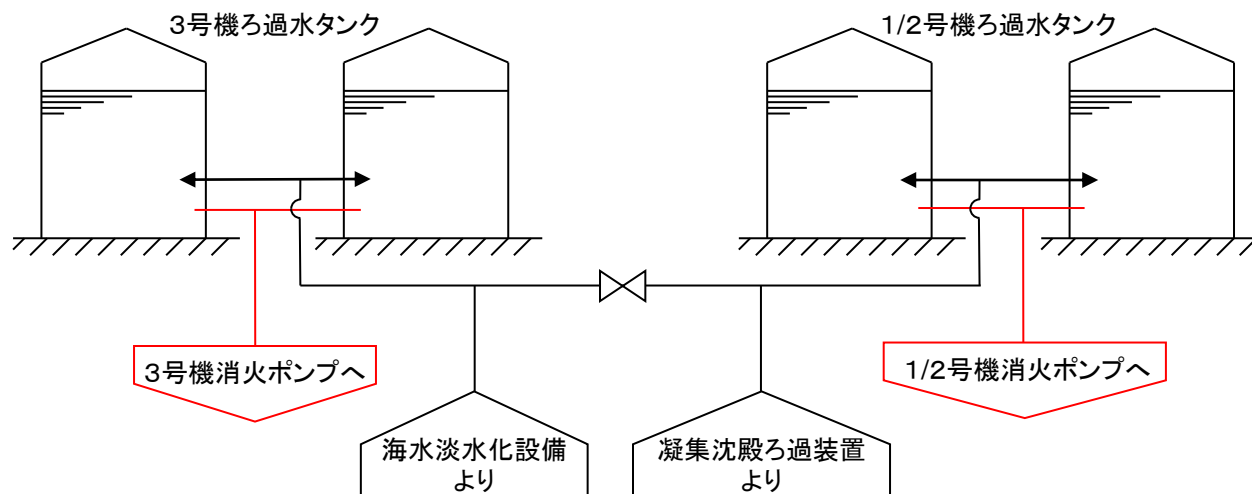 3号機ろ過水タンク
1/2号機ろ過水タンク
3号機消火ポンプへ
1/2号機消火ポンプへ
海水淡水化設備
より
凝集沈殿ろ過装置
より